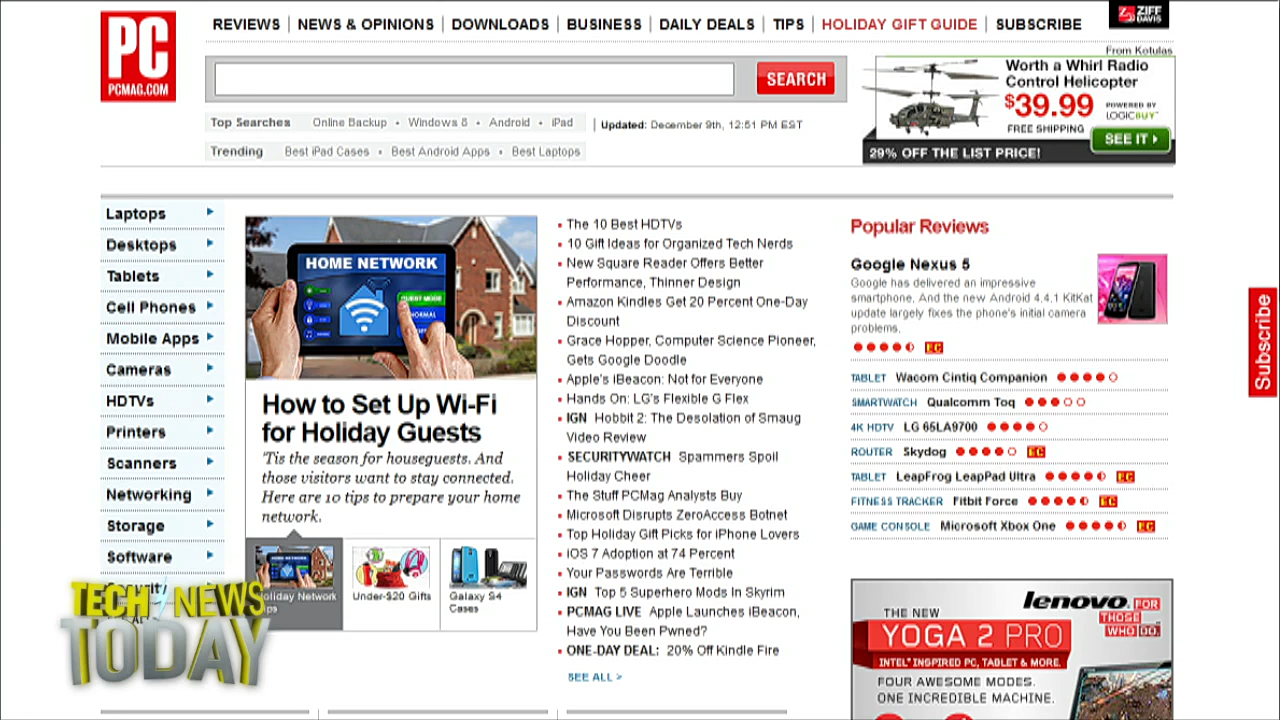 REVIEWS | NEWS & OPINION | DOWNLOADS | BUSINESS | DAILY DEALS | TIPS | HOLIDAY GIFT GUIDE | SUBSCRIBE
ZIFF DAVIS
PC
PCMAG.COM
SEARCH
Top Searches Online Backup • Windows 8 • Android • iPad | Updated: December 9th, 12:51 PM EST
Trending Best iPad Cases • Best Android Apps • Best Laptops
From Kotulas
Worth a Whirl Radio
Control Helicopter
$39.99
POWERED BY
LOGICBUY
FREE SHIPPING
SEE IT
29% OFF THE LIST PRICE!
Laptops
Desktops
Tablets
Cell Phones
Mobile Apps
Cameras
HDTVs
Printers
Scanners
Networking
Storage
Software
HOME NETWORK
GUEST MODE
NORMAL
How to Set Up Wi-Fi
for Holiday Guests
'Tis the season for houseguests. And
those visitors want to stay connected.
Here are 10 tips to prepare your home
network.
Under-$20 Gifts
Galaxy S4
Cases
The 10 Best HDTVs
10 Gift Ideas for Organized Tech Nerds
New Square Reader Offers Better
Performance, Thinner Design
Amazon Kindles Get 20 Percent One-Day
Discount
Grace Hopper, Computer Science Pioneer,
Gets Google Doodle
Apple's iBeacon: Not for Everyone
Hands On: LG's Flexible G Flex
IGN Hobbit 2: The Desolation of Smaug
Video Review
SECURITYWATCH Spammers Spoil
Holiday Cheer
The Stuff PCMag Analysts Buy
Microsoft Disrupts ZeroAccess Botnet
Top Holiday Gift Picks for iPhone Lovers
iOS 7 Adoption at 74 Percent
Your Passwords Are Terrible
IGN Top 5 Superhero Mods In Skyrim
PCMAG LIVE Apple Launches iBeacon,
Have You Been Pwned?
ONE-DAY DEAL: 20% Off Kindle Fire
SEE ALL >
Popular Reviews
Google Nexus 5
Google has delivered an impressive
smartphone. And the new Android 4.4.1 KitKat
update largely fixes the phone's initial camera
problems.
EC
TABLET Wacom Cintiq Companion
SMARTWATCH Qualcomm Toq
4K HDTV LG 65LA9700
ROUTER Skydog EC
TABLET LeapFrog LeapPad Ultra EC
FITNESS TRACKER Fitbit Force EC
GAME CONSOLE Microsoft Xbox One EC
Subscribe
lenovo. FOR
THOSE
WHO DO.
THE NEW
YOGA 2 PRO
INTEL® INSPIRED PC, TABLET & MORE.
FOUR AWESOME MODES.
ONE INCREDIBLE MACHINE.
TECH NEWS
TODAY